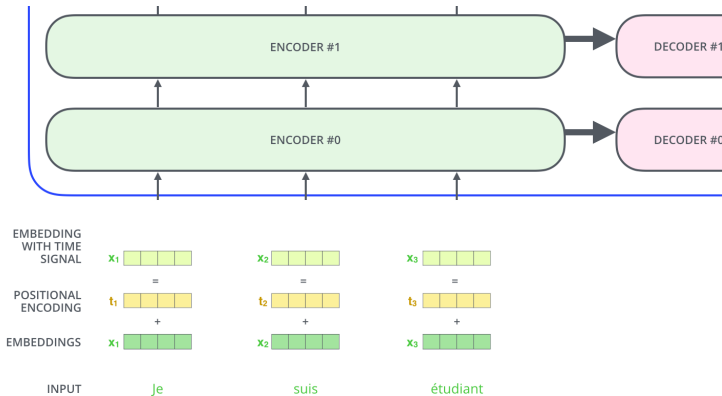 ENCODER #1
DECODER #1
ENCODER #0
DECODER #0
EMBEDDING
WITH TIME
SIGNAL
x₁ x₂ x₃
= = =
POSITIONAL
ENCODING
t₁ t₂ t₃
+ + +
EMBEDDINGS x₁ x₂ x₃
INPUT Je suis étudiant